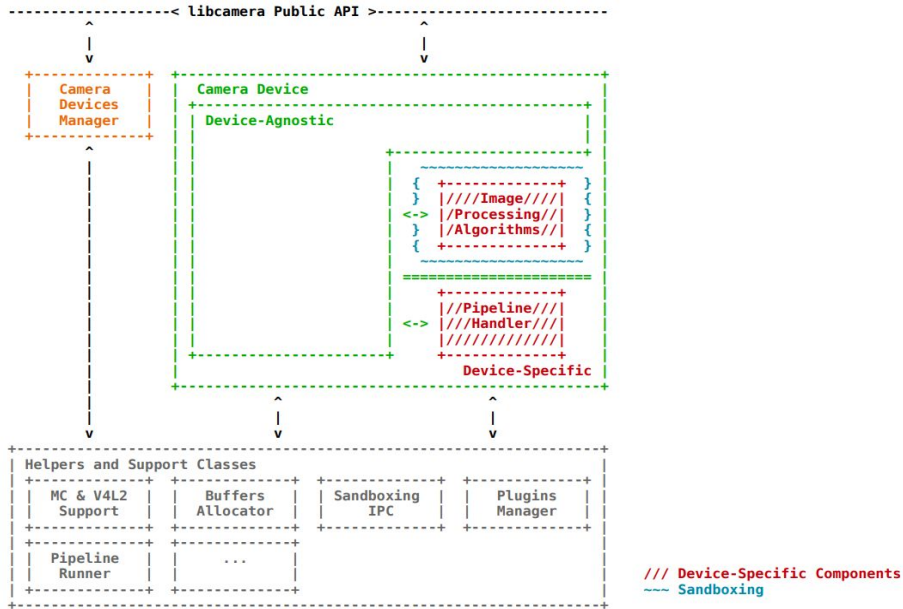 < libcamera Public API >
Camera
Devices
Manager
Camera Device
Device-Agnostic
////Image////
/Processing//
/Algorithms//
//Pipeline///
///Handler///
/////////////
Device-Specific
Helpers and Support Classes
MC & V4L2
Support
Buffers
Allocator
Sandboxing
IPC
Plugins
Manager
Pipeline
Runner
...
/// Device-Specific Components
~~~ Sandboxing